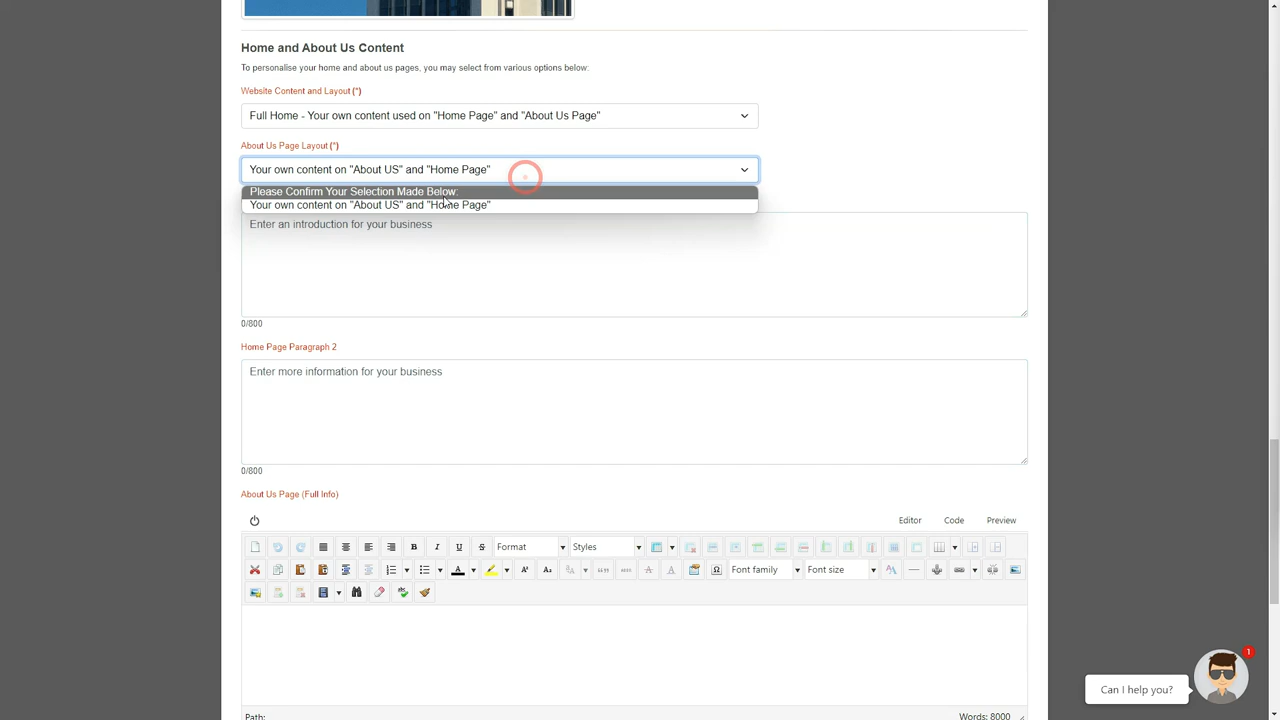 Home and About Us Content
To personalise your home and about us pages, you may select from various options below:
Website Content and Layout (*)
Full Home - Your own content used on "Home Page" and "About Us Page"
About Us Page Layout (*)
Your own content on "About US" and "Home Page"
Please Confirm Your Selection Made Below:
Your own content on "About US" and "Home Page"
Enter an introduction for your business
0/800
Home Page Paragraph 2
Enter more information for your business
0/800
About Us Page (Full Info)
Editor Code Preview
Format Styles
Font family Font size
Path: Words: 8000
1
Can I help you?